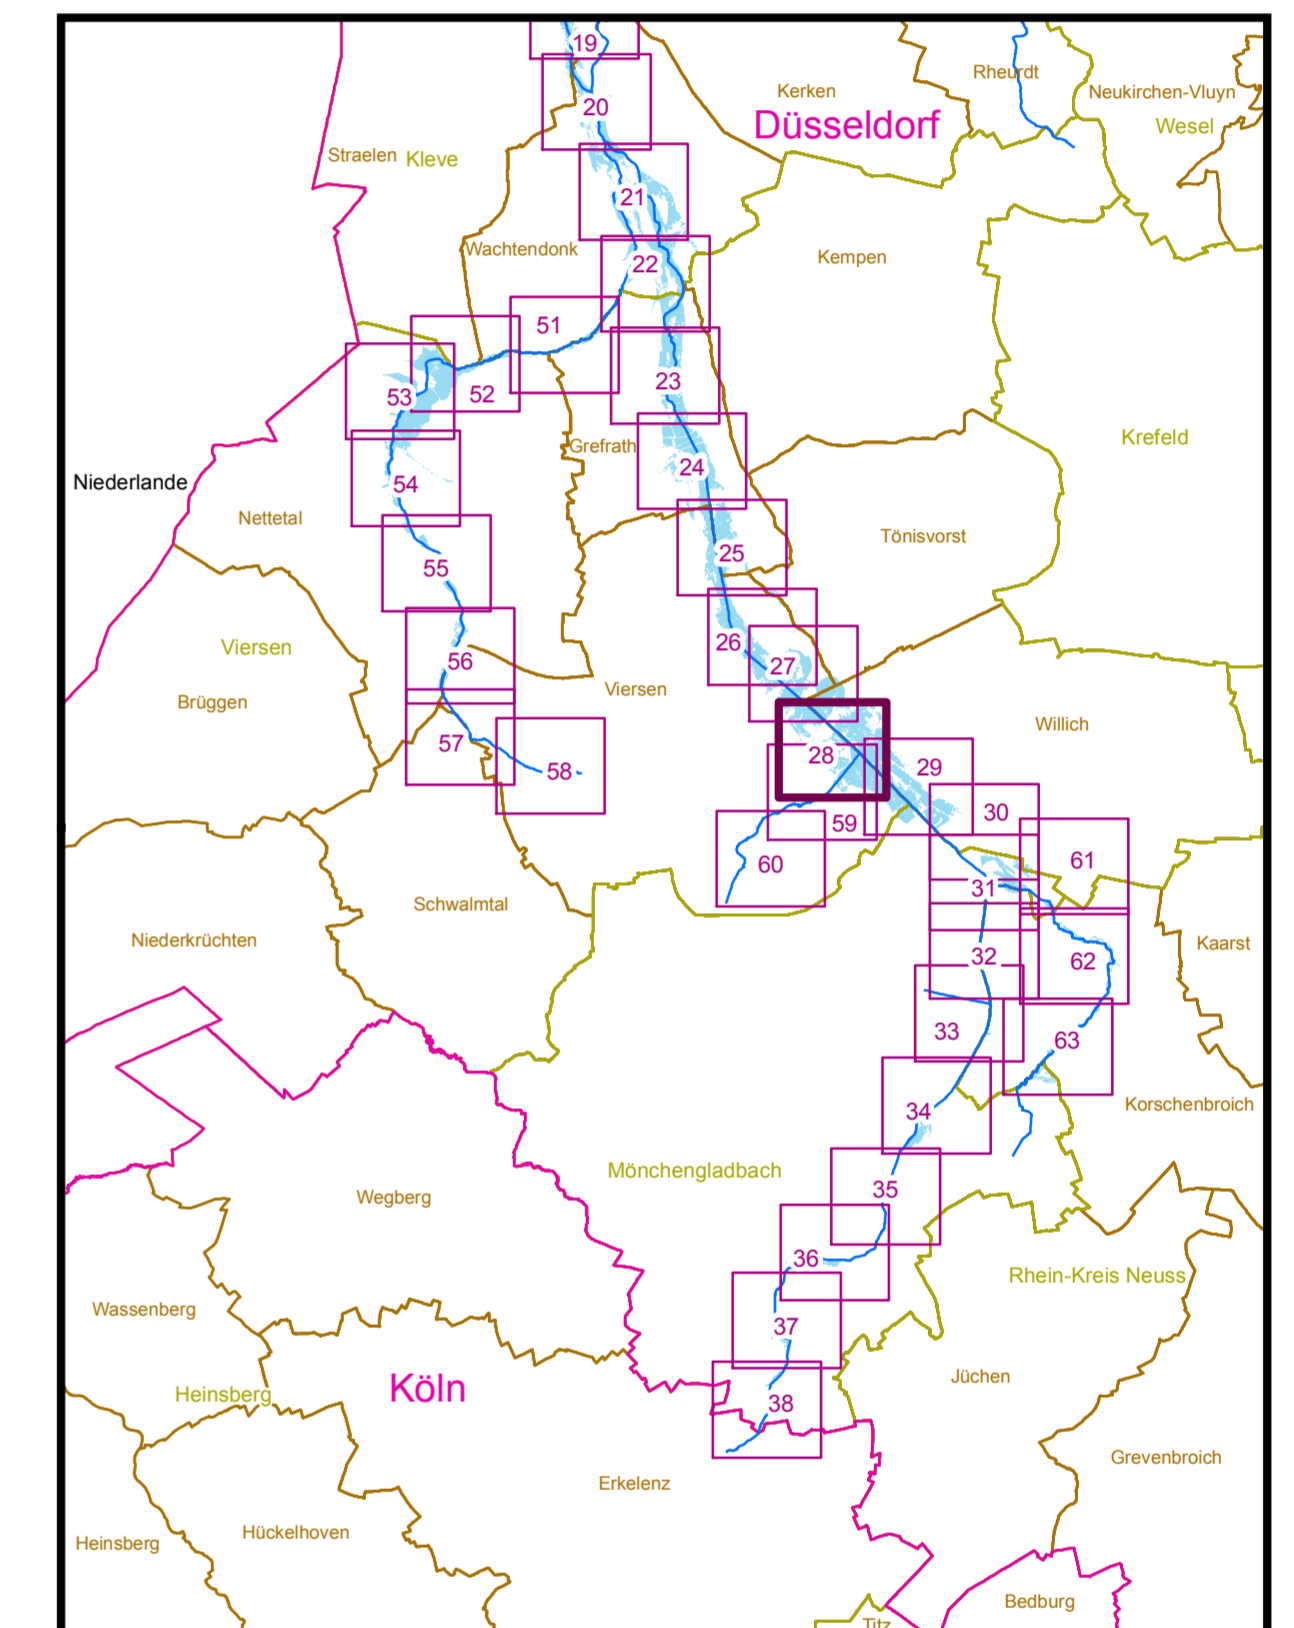 19
Rheurdt
Kerken
Neukirchen-Vluyn
20
Düsseldorf
Wesel
Straelen
Kleve
21
Wachtendonk
Kempen
22
51
23
53
52
Krefeld
Grefrath
24
Niederlande
54
Nettetal
Tönisvorst
25
55
26
Viersen
56
27
Viersen
Brüggen
Willich
57
28
29
58
30
59
61
60
31
Schwalmtal
Niederkrüchten
Kaarst
32
62
33
63
Korschenbroich
34
Mönchengladbach
35
Wegberg
36
Rhein-Kreis Neuss
Wassenberg
37
Jüchen
Köln
Heinsberg
38
Grevenbroich
Erkelenz
Hückelhoven
Heinsberg
Bedburg
Titz